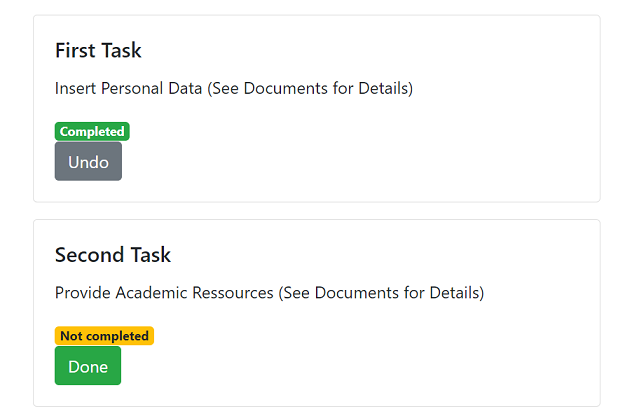 First Task
Insert Personal Data (See Documents for Details)
Completed
Undo
Second Task
Provide Academic Ressources (See Documents for Details)
Not completed
Done